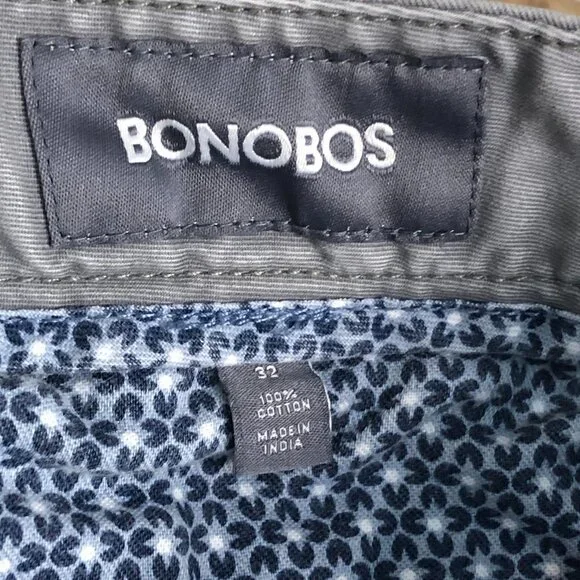 BONOBOS
32
100%
COTTON
MADE IN
INDIA